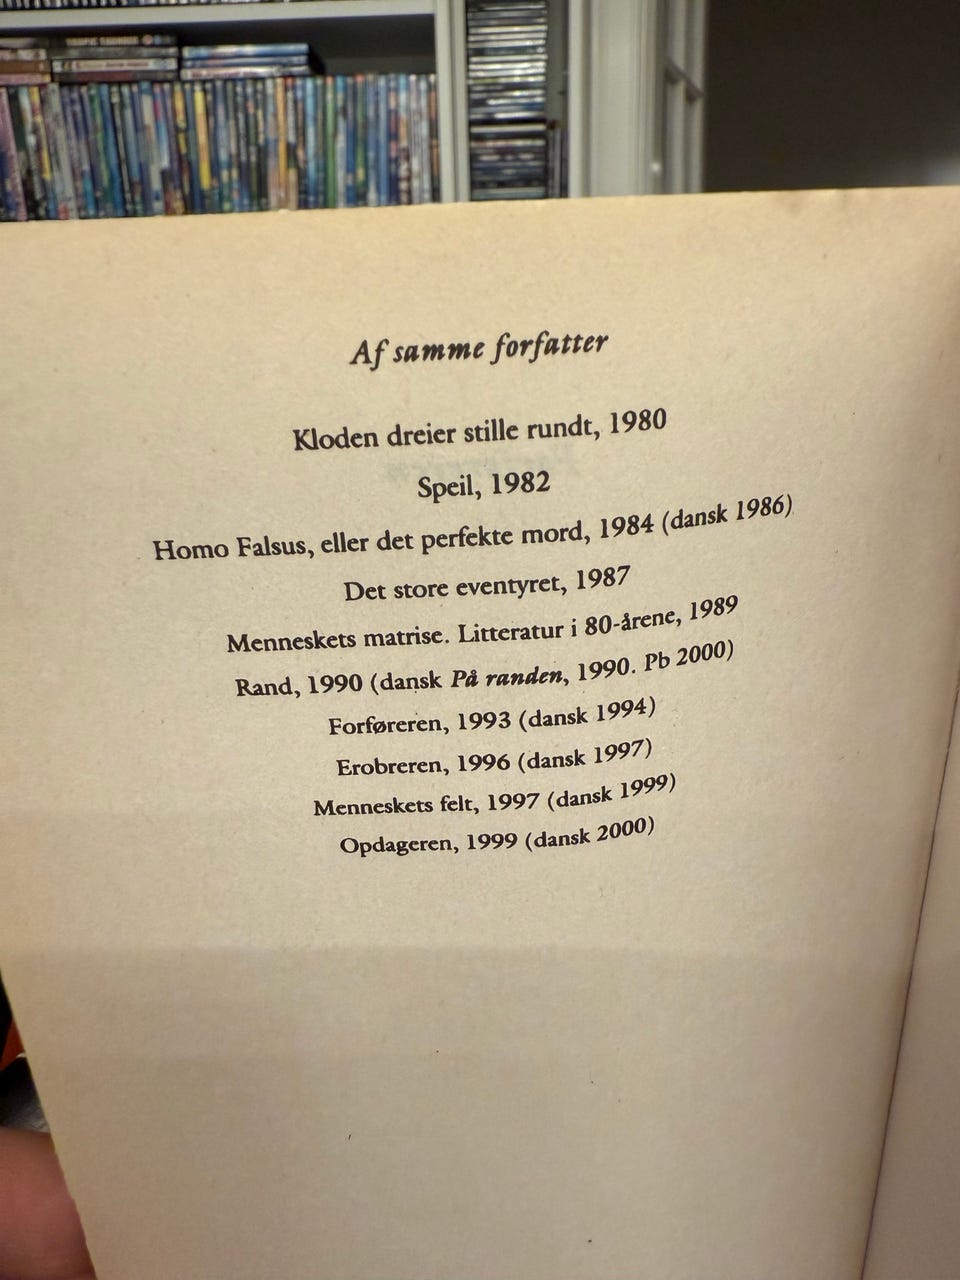 Af samme forfatter
Kloden dreier stille rundt, 1980
Speil, 1982
Homo Falsus, eller det perfekte mord, 1984 (dansk 1986)
Det store eventyret, 1987
Menneskets matrise. Litteratur i 80-årene, 1989
Rand, 1990 (dansk På randen, 1990. Pb 2000)
Forføreren, 1993 (dansk 1994)
Erobreren, 1996 (dansk 1997)
Menneskets felt, 1997 (dansk 1999)
Opdageren, 1999 (dansk 2000)